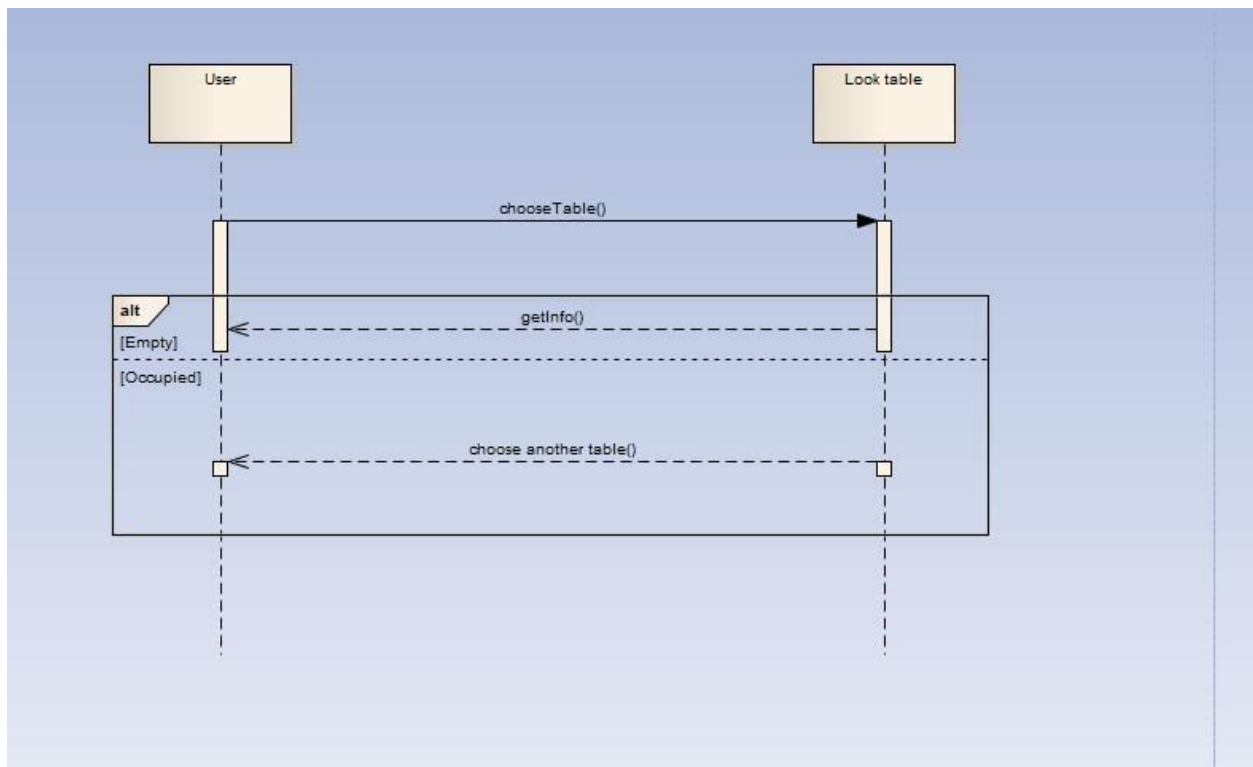 User
Look table
chooseTable()
alt
getInfo()
[Empty]
[Occupied]
choose another table()